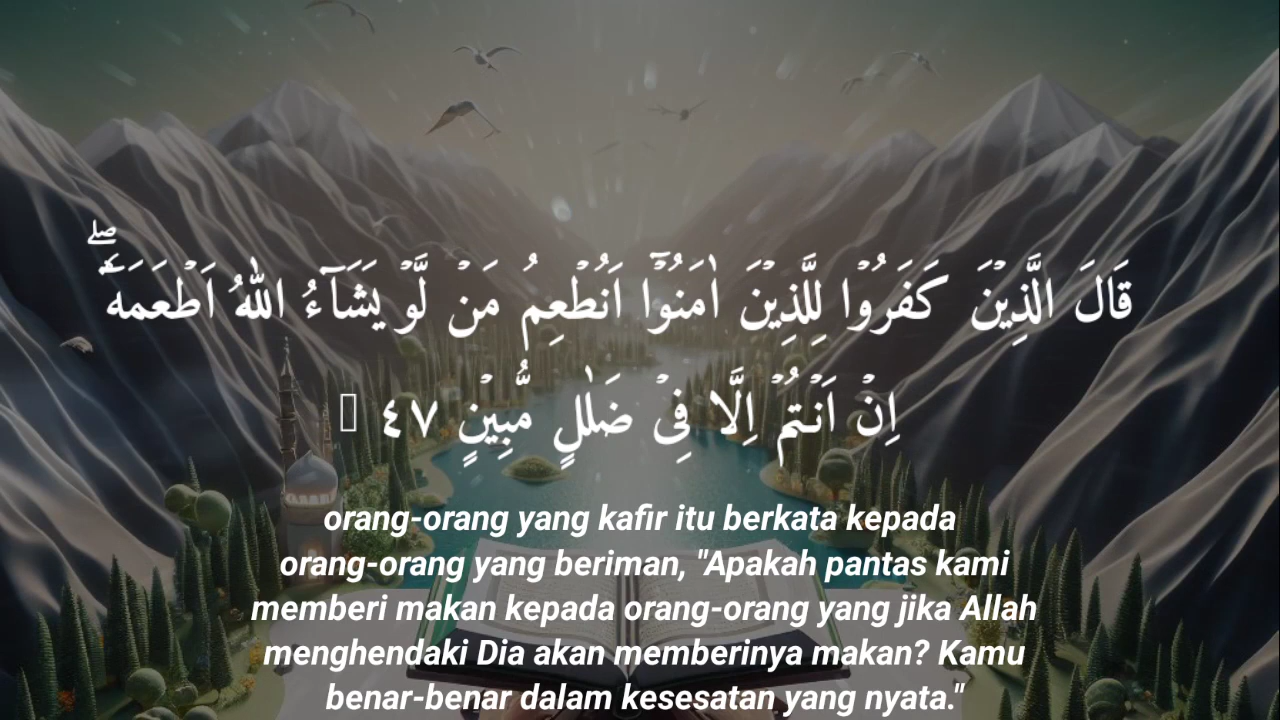 قَالَ الَّذِيْنَ كَفَرُوْا لِلَّذِيْنَ اٰمَنُوْٓا اَنُطْعِمُ مَنْ لَّوْ يَشَاۤءُ اللّٰهُ اَطْعَمَهٗٓ ۖ
اِنْ اَنْتُمْ اِلَّا فِيْ ضَلٰلٍ مُّبِيْنٍ ٤٧
orang-orang yang kafir itu berkata kepada
orang-orang yang beriman, "Apakah pantas kami
memberi makan kepada orang-orang yang jika Allah
menghendaki Dia akan memberinya makan? Kamu
benar-benar dalam kesesatan yang nyata."